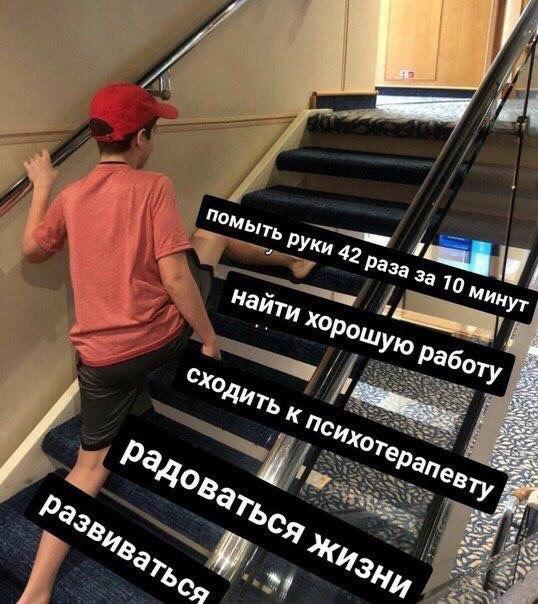 помыть руки 42 раза за 10 минут
найти хорошую работу
сходить к психотерапевту
радоваться жизни
развиваться